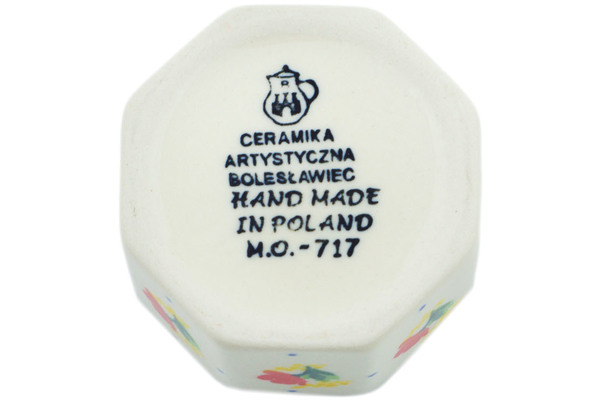 CERAMIKA
ARTYSTYCZNA
BOLESŁAWIEC
HAND MADE
IN POLAND
M.O.-717